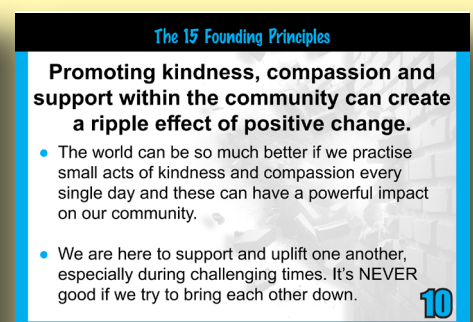 The 15 Founding Principles
Promoting kindness, compassion and
support within the community can create
a ripple effect of positive change.
• The world can be so much better if we practise
small acts of kindness and compassion every
single day and these can have a powerful impact
on our community.
• We are here to support and uplift one another,
especially during challenging times. It's NEVER
good if we try to bring each other down.
10